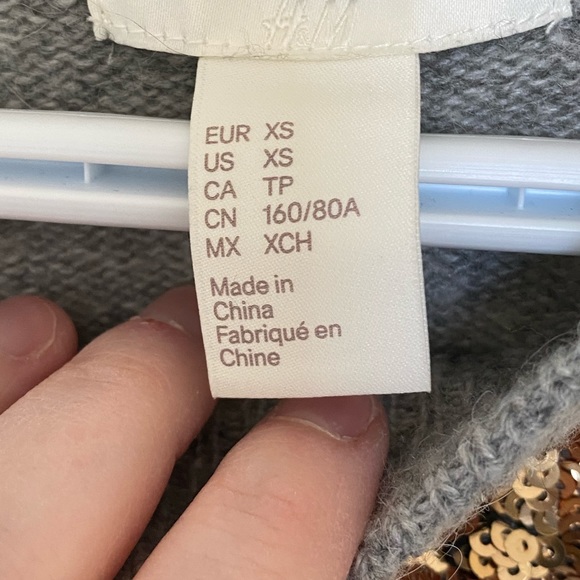 H&M
EUR XS
US XS
CA TP
CN 160/80A
MX XCH
Made in
China
Fabriqué en
Chine